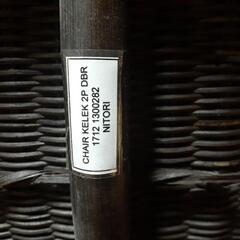 CHAIR KELEK 2P DBR
1712 1300282
NITORI